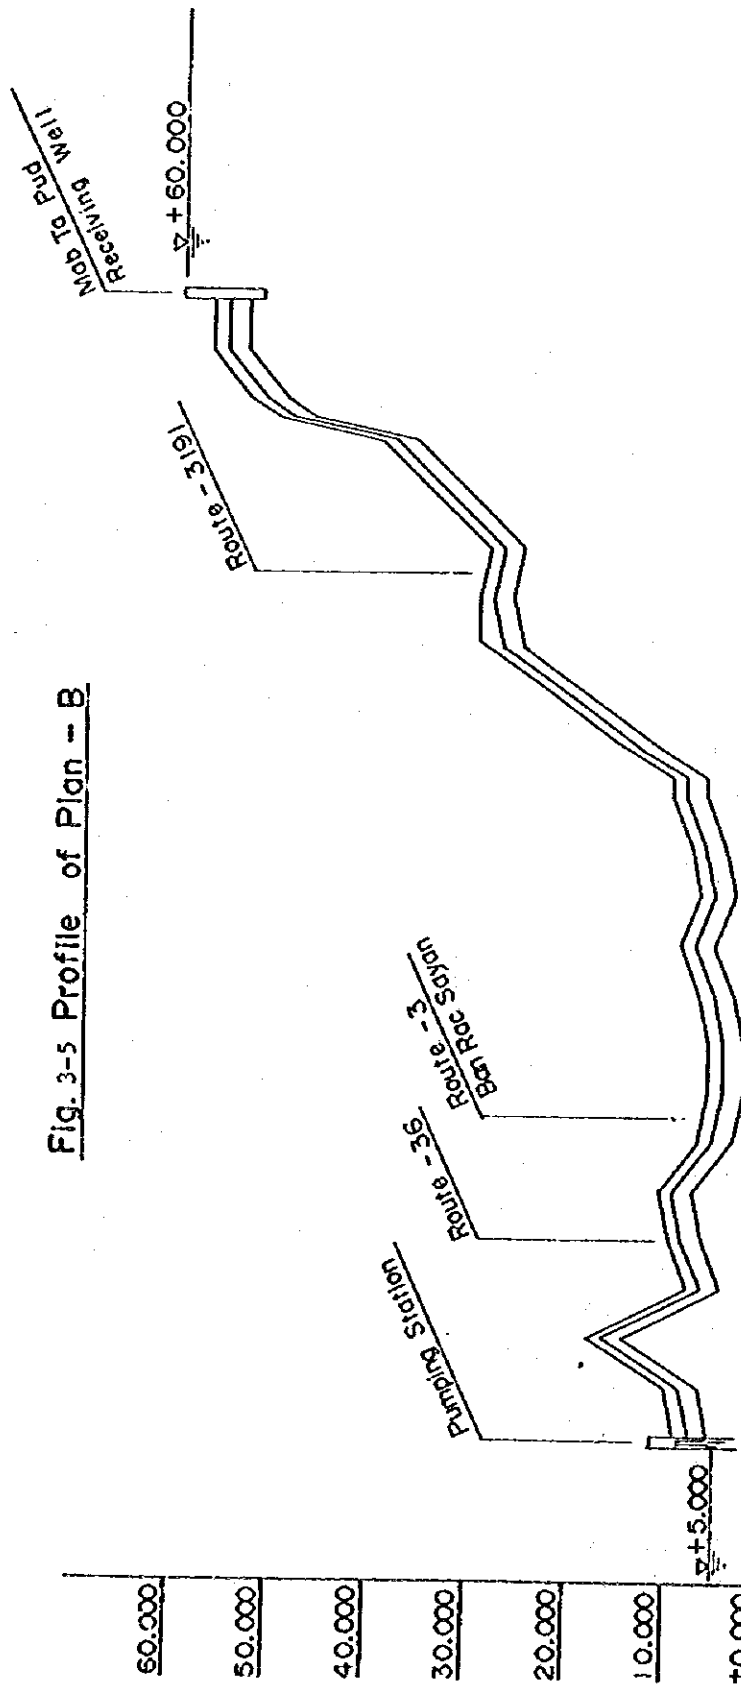 Fig. 3-5 Profile of Plan -- B
60.000
50.000
40.000
30.000
20.000
10.000
±0.000
▽+5.000
Pumping Station
Route - 36
Route - 3
Ban Rac Sayan
Route - 3191
Mab Ta Pud
Receiving Well
▽ + 60.000